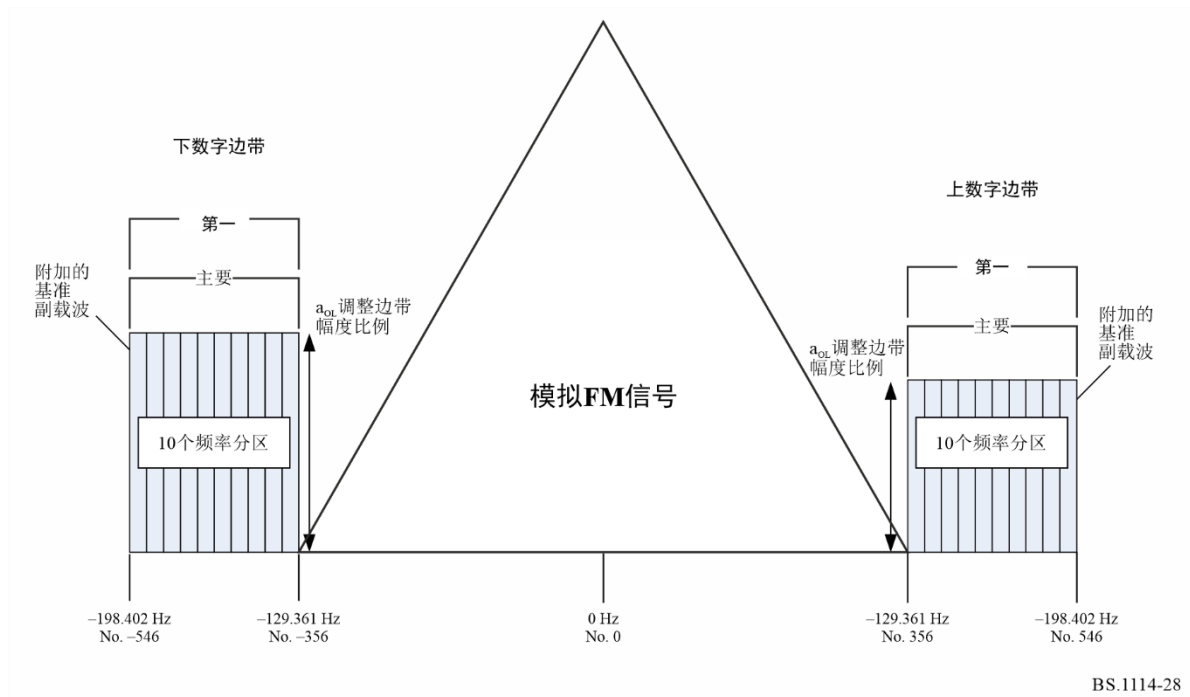 下数字边带
上数字边带
第一
第一
附加的
基准
副载波
主要
a_OL调整边带
幅度比例
主要
附加的
基准
副载波
a_OL调整边带
幅度比例
模拟FM信号
10个频率分区
10个频率分区
–198.402 Hz
No. –546
–129.361 Hz
No. –356
0 Hz
No. 0
–129.361 Hz
No. 356
–198.402 Hz
No. 546
BS.1114-28